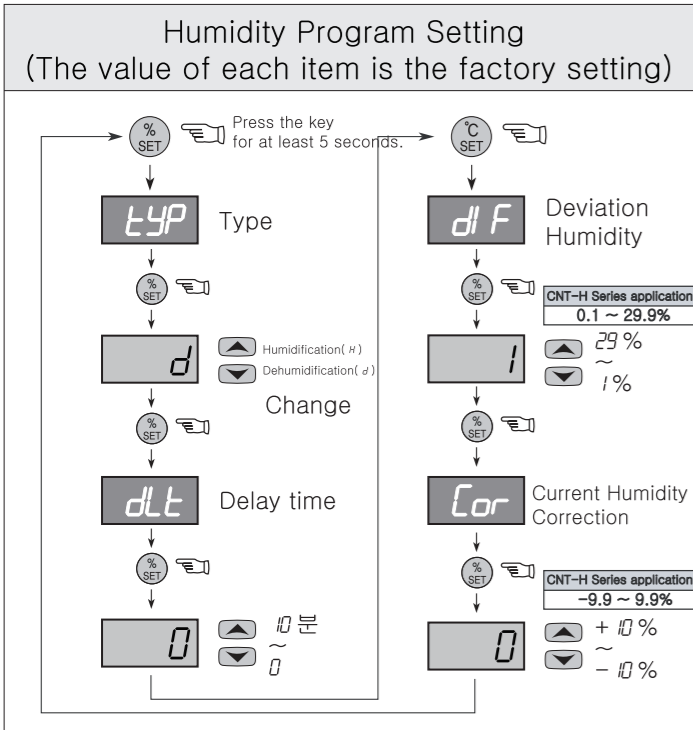 Humidity Program Setting
(The value of each item is the factory setting)
%
SET
Press the key
for at least 5 seconds.
tYP
Type
%
SET
d
Humidification( H )
Dehumidification( d )
Change
%
SET
dLt
Delay time
%
SET
0
10 분
~
0
°C
SET
dI F
Deviation
Humidity
%
SET
CNT-H Series application
0.1 ~ 29.9%
1
29 %
~
1 %
%
SET
Cor
Current Humidity
Correction
%
SET
CNT-H Series application
-9.9 ~ 9.9%
0
+ 10 %
~
- 10 %